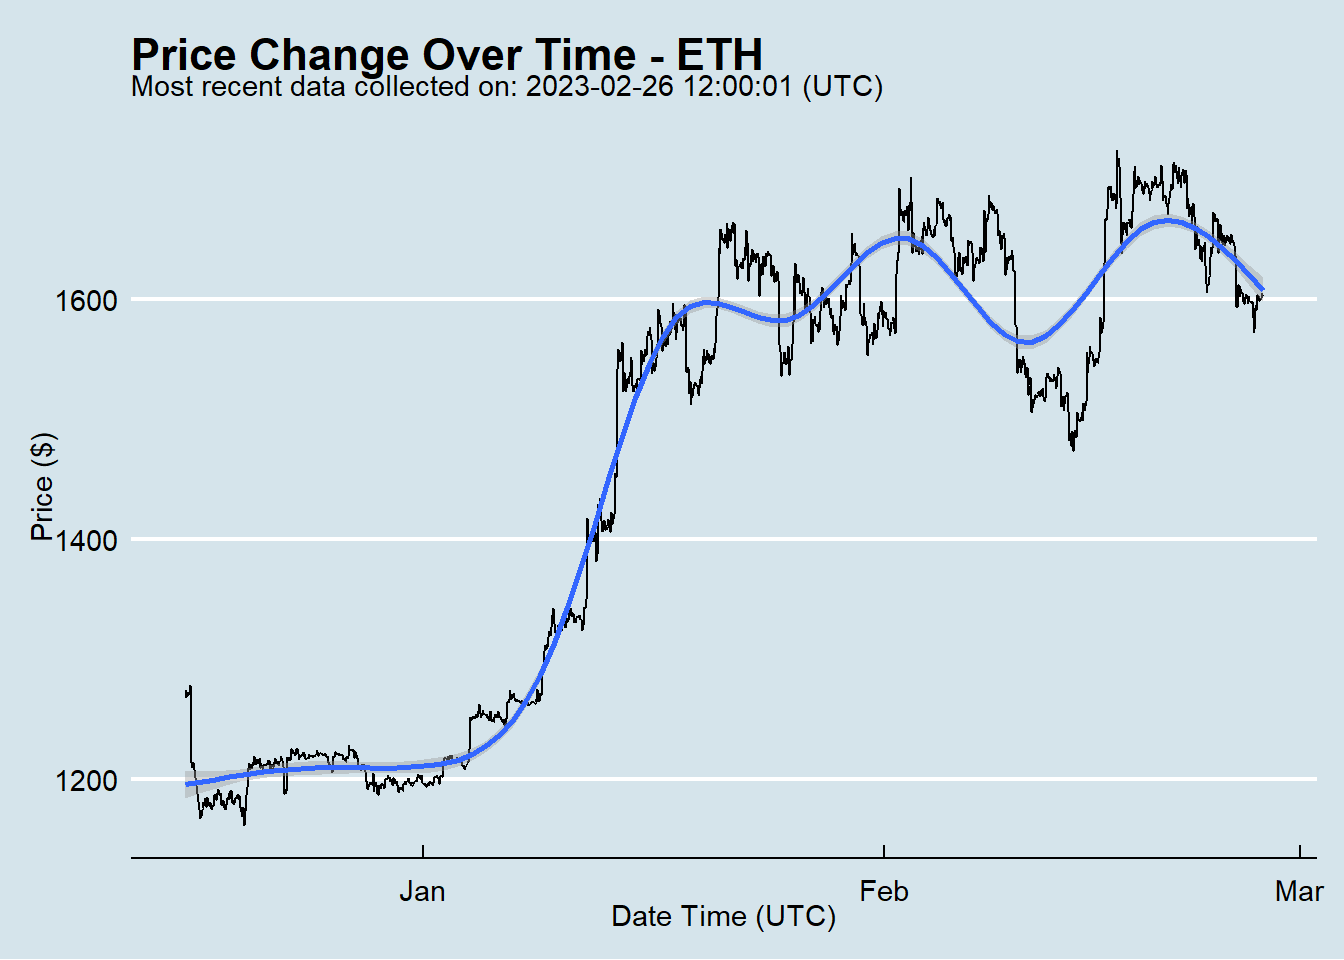 Price Change Over Time - ETH
Most recent data collected on: 2023-02-26 12:00:01 (UTC)
Price ($)
1600
1400
1200
Jan
Feb
Mar
Date Time (UTC)